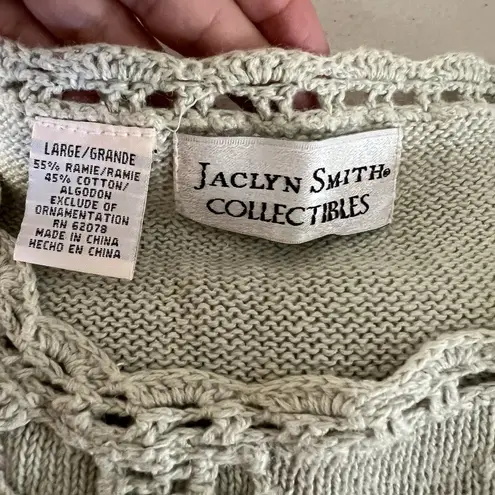 LARGE/GRANDE
55% RAMIE/RAMIE
45% COTTON/
ALGODON
EXCLUDE OF
ORNAMENTATION
RN 62078
MADE IN CHINA
HECHO EN CHINA
JACLYN SMITH®
COLLECTIBLES